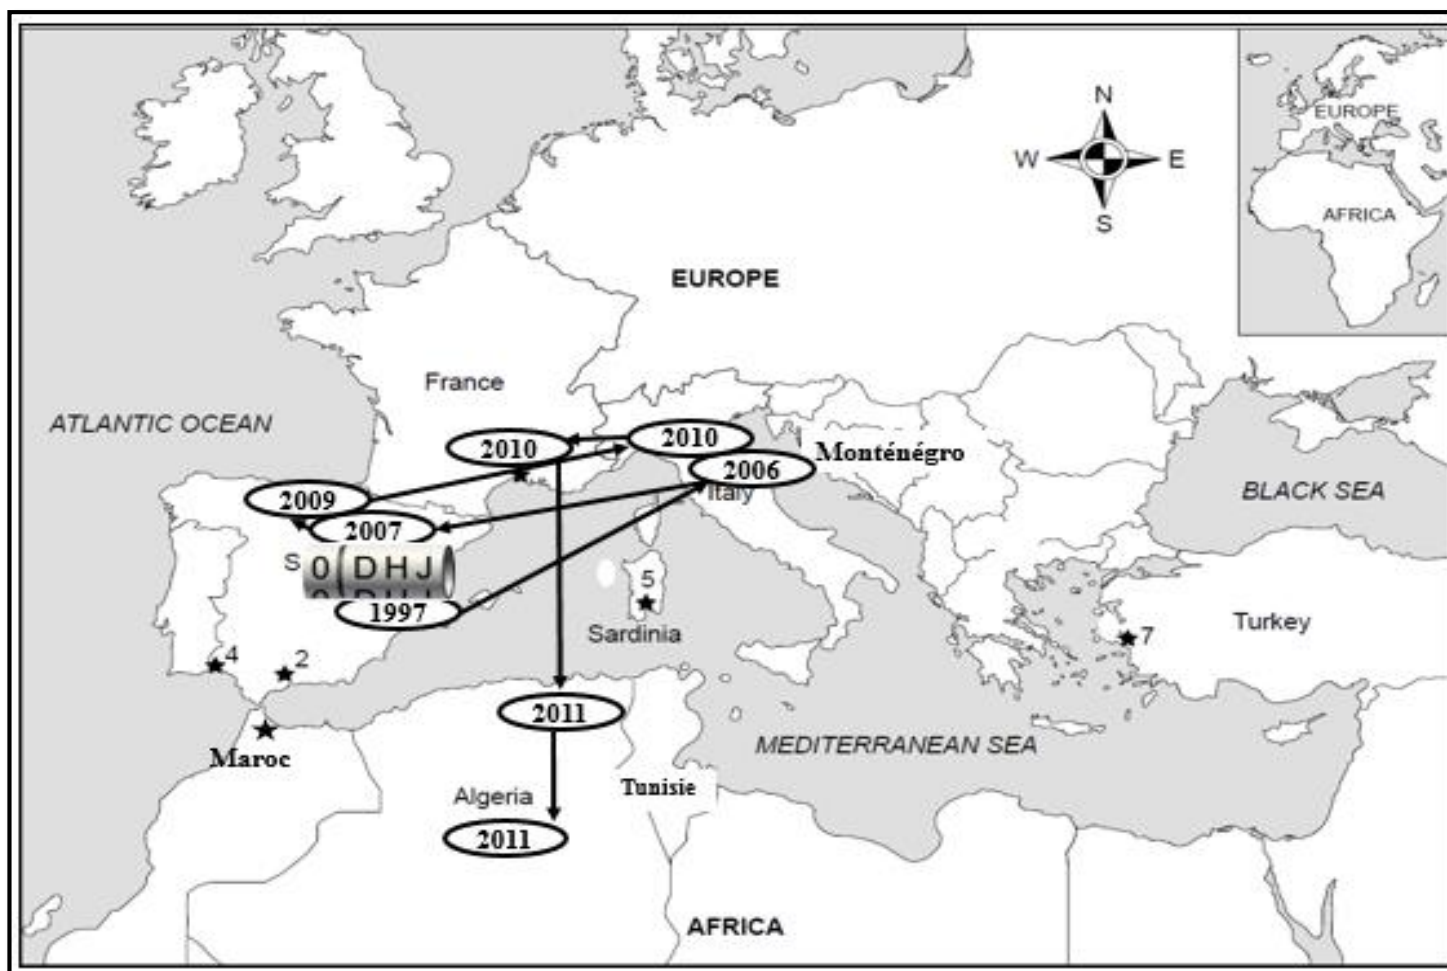 N
W E
S
EUROPE
AFRICA
EUROPE
France
ATLANTIC OCEAN
2010
2010
Monténégro
2006
Italy
2009
BLACK SEA
2007
S
0 D H J
1997
5
Sardinia
Turkey
7
4
2
2011
Maroc
MEDITERRANEAN SEA
Tunisie
Algeria
2011
AFRICA